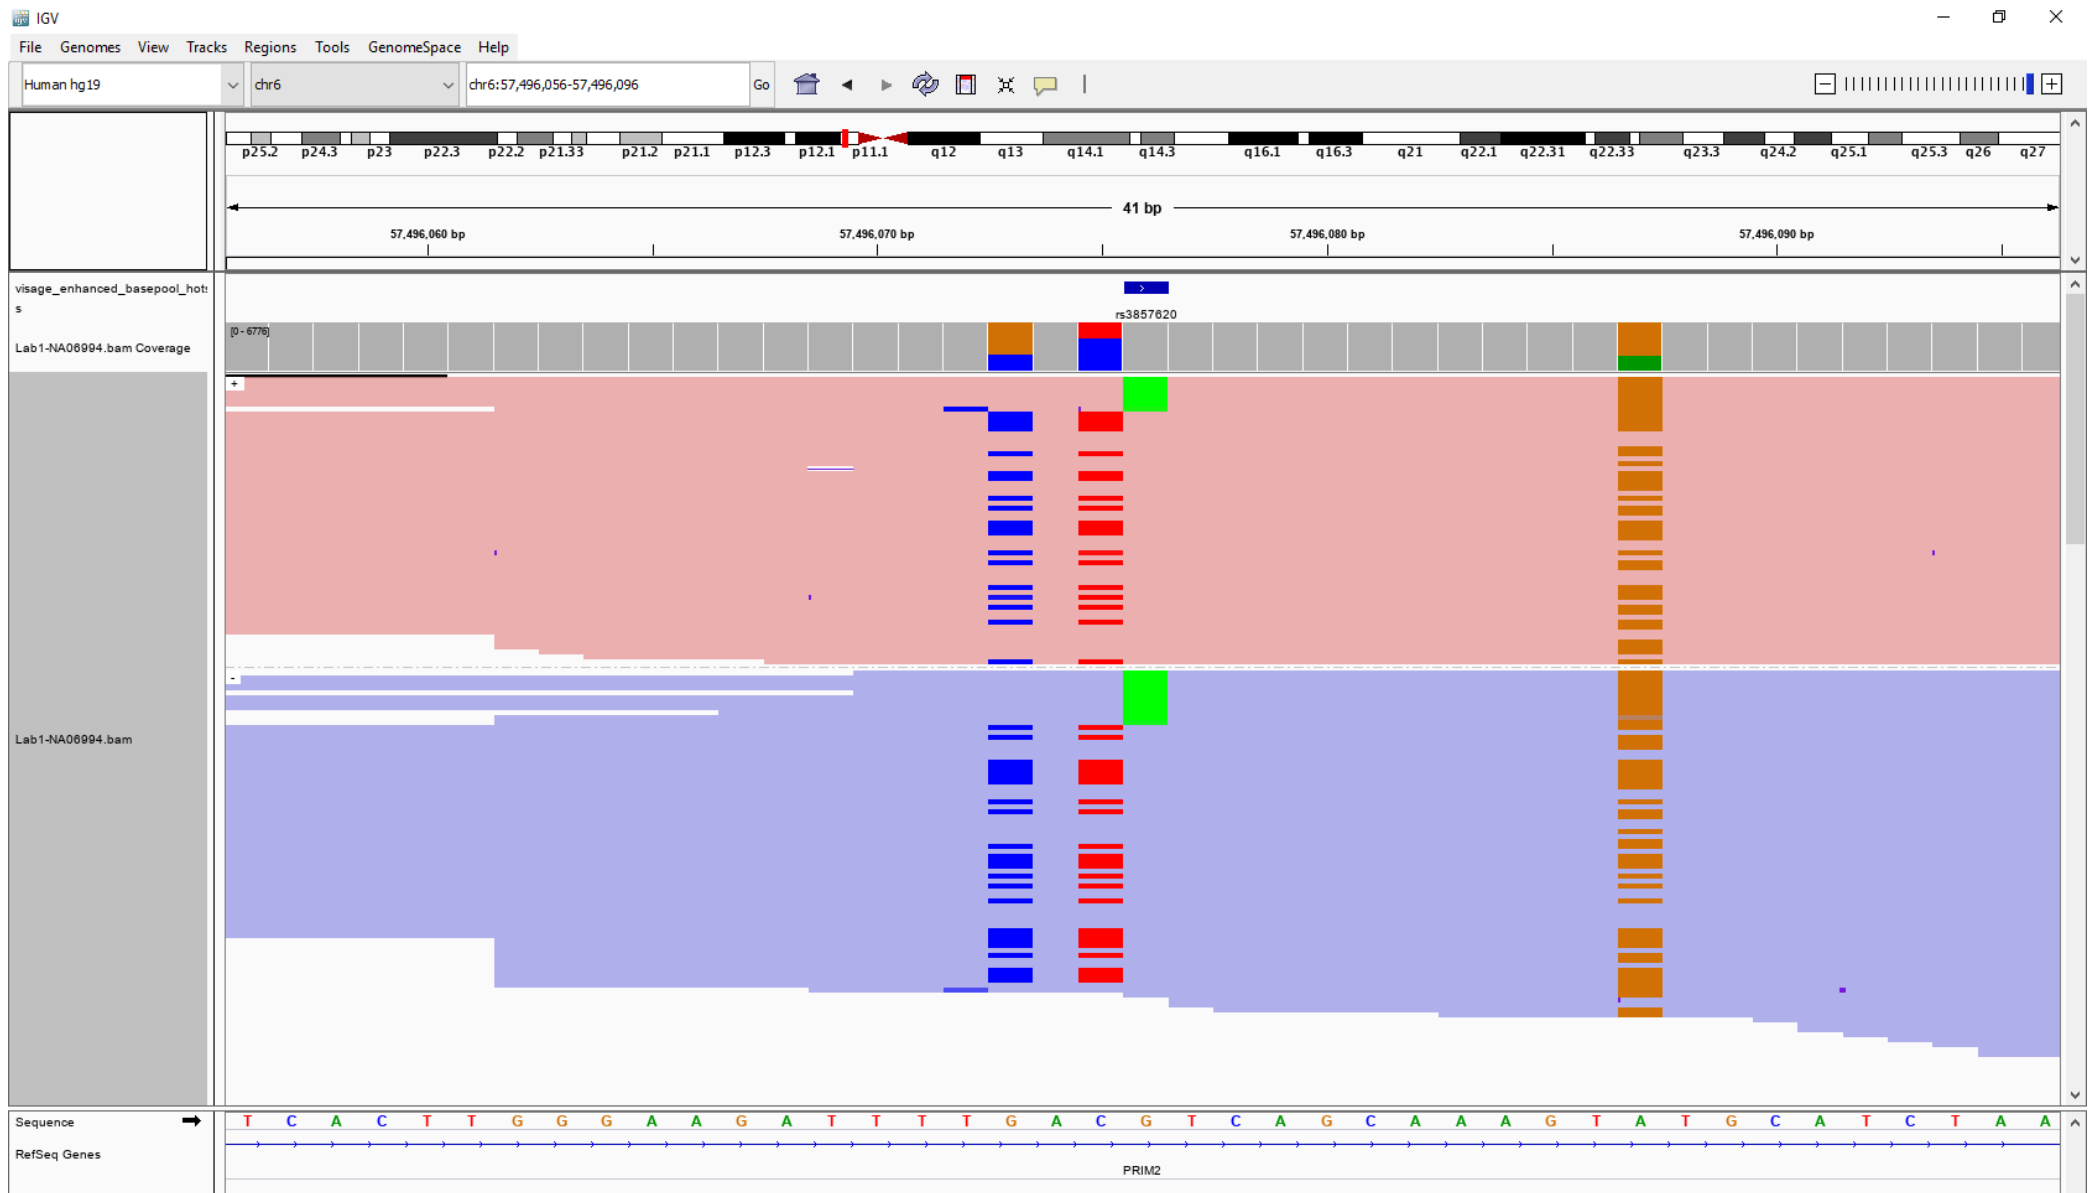 IGV
File Genomes View Tracks Regions Tools GenomeSpace Help
Human hg19 chr6 chr6:57,496,056-57,496,096 Go
p25.2 p24.3 p23 p22.3 p22.2 p21.33 p21.2 p21.1 p12.3 p12.1 p11.1 q12 q13 q14.1 q14.3 q16.1 q16.3 q21 q22.1 q22.31 q22.33 q23.3 q24.2 q25.1 q25.3 q26 q27
41 bp
57,496,060 bp 57,496,070 bp 57,496,080 bp 57,496,090 bp
visage_enhanced_basepool_hot
s
rs3857620
[0 - 6776]
Lab1-NA06994.bam Coverage
+
-
Lab1-NA06994.bam
Sequence T C A C T T G G G A A G A T T T T G A C G T C A G C A A A G T A T G C A T C T A A
RefSeq Genes
PRIM2